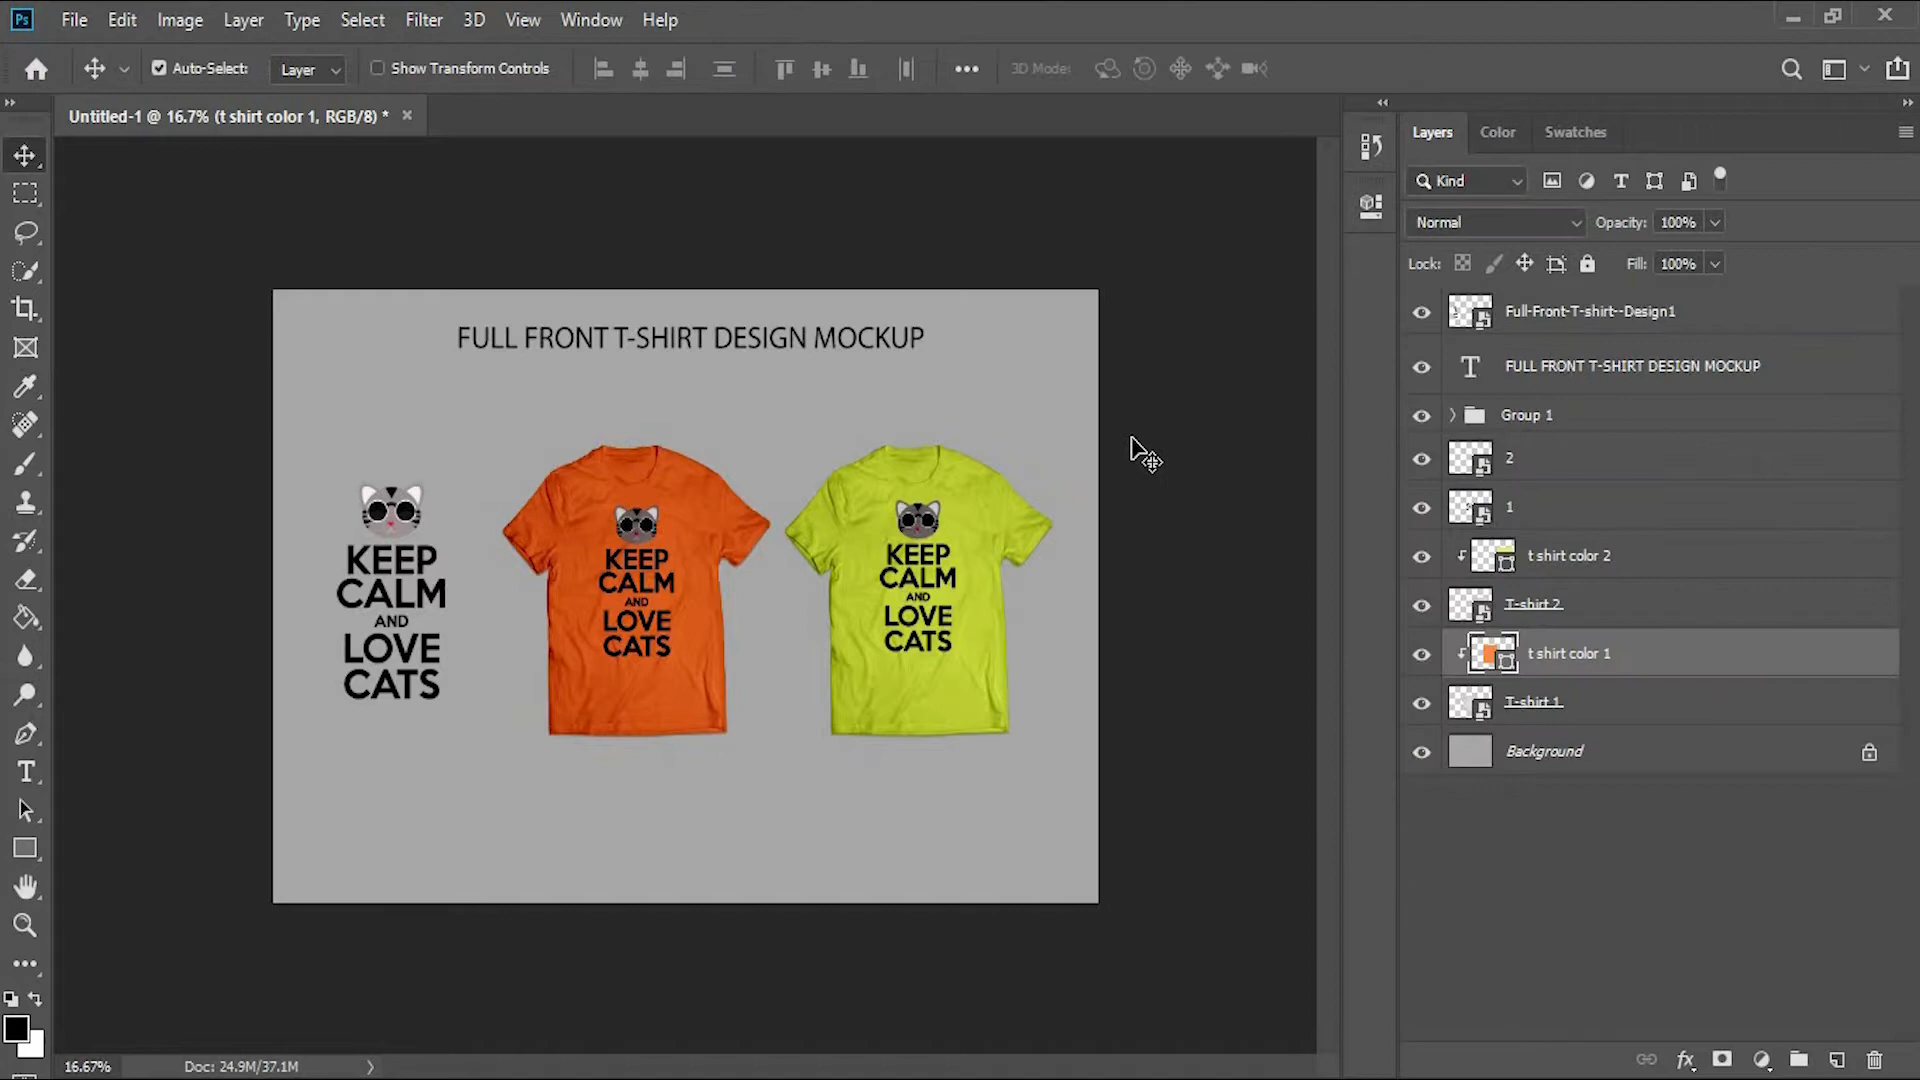 Ps File Edit Image Layer Type Select Filter 3D View Window Help
Auto-Select: Layer Show Transform Controls 3D Mode:
Untitled-1 @ 16.7% (t shirt color 1, RGB/8) *
Layers Color Swatches
Kind
Normal Opacity: 100%
Lock: Fill: 100%
Full-Front-T-shirt--Design1
FULL FRONT T-SHIRT DESIGN MOCKUP
Group 1
2
1
t shirt color 2
T-shirt 2
t shirt color 1
T-shirt 1
Background
FULL FRONT T-SHIRT DESIGN MOCKUP
KEEP
CALM
AND
LOVE
CATS
KEEP
CALM
AND
LOVE
CATS
KEEP
CALM
AND
LOVE
CATS
16.67% Doc: 24.9M/37.1M